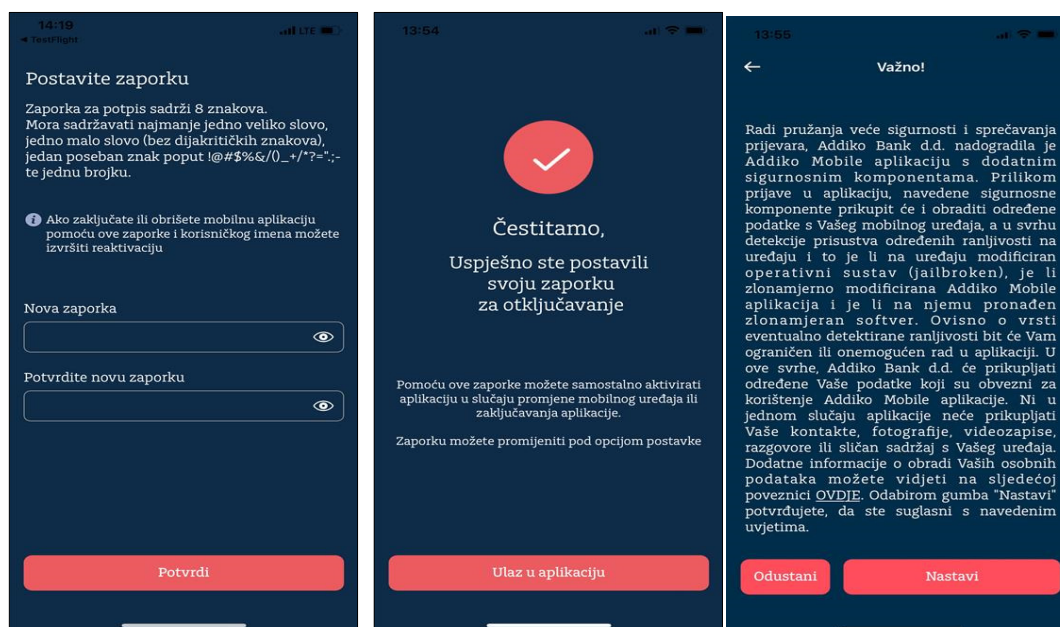 14:19
◀ TestFlight
LTE
Postavite zaporku
Zaporka za potpis sadrži 8 znakova.
Mora sadržavati najmanje jedno veliko slovo,
jedno malo slovo (bez dijakritičkih znakova),
jedan poseban znak poput !@#$%&/()_+/*?=".;-
te jednu brojku.
Ako zaključate ili obrišete mobilnu aplikaciju
pomoću ove zaporke i korisničkog imena možete
izvršiti reaktivaciju
Nova zaporka
Potvrdite novu zaporku
Potvrdi
13:54
Čestitamo,
Uspješno ste postavili
svoju zaporku
za otključavanje
Pomoću ove zaporke možete samostalno aktivirati
aplikaciju u slučaju promjene mobilnog uređaja ili
zaključavanja aplikacije.
Zaporku možete promijeniti pod opcijom postavke
Ulaz u aplikaciju
13:55
Važno!
Radi pružanja veće sigurnosti i sprečavanja
prijevara, Addiko Bank d.d. nadogradila je
Addiko Mobile aplikaciju s dodatnim
sigurnosnim komponentama. Prilikom
prijave u aplikaciju, navedene sigurnosne
komponente prikupit će i obraditi određene
podatke s Vašeg mobilnog uređaja, a u svrhu
detekcije prisustva određenih ranljivosti na
uređaju i to je li na uređaju modificiran
operativni sustav (jailbroken), je li
zlonamjerno modificirana Addiko Mobile
aplikacija i je li na njemu pronađen
zlonamjeran softver. Ovisno o vrsti
eventualno detektirane ranljivosti bit će Vam
ograničen ili onemogućen rad u aplikaciji. U
ove svrhe, Addiko Bank d.d. će prikupljati
određene Vaše podatke koji su obvezni za
korištenje Addiko Mobile aplikacije. Ni u
jednom slučaju aplikacije neće prikupljati
Vaše kontakte, fotografije, videozapise,
razgovore ili sličan sadržaj s Vašeg uređaja.
Dodatne informacije o obradi Vaših osobnih
podataka možete vidjeti na sljedećoj
poveznici OVDJE. Odabirom gumba "Nastavi"
potvrđujete, da ste suglasni s navedenim
uvjetima.
Odustani
Nastavi